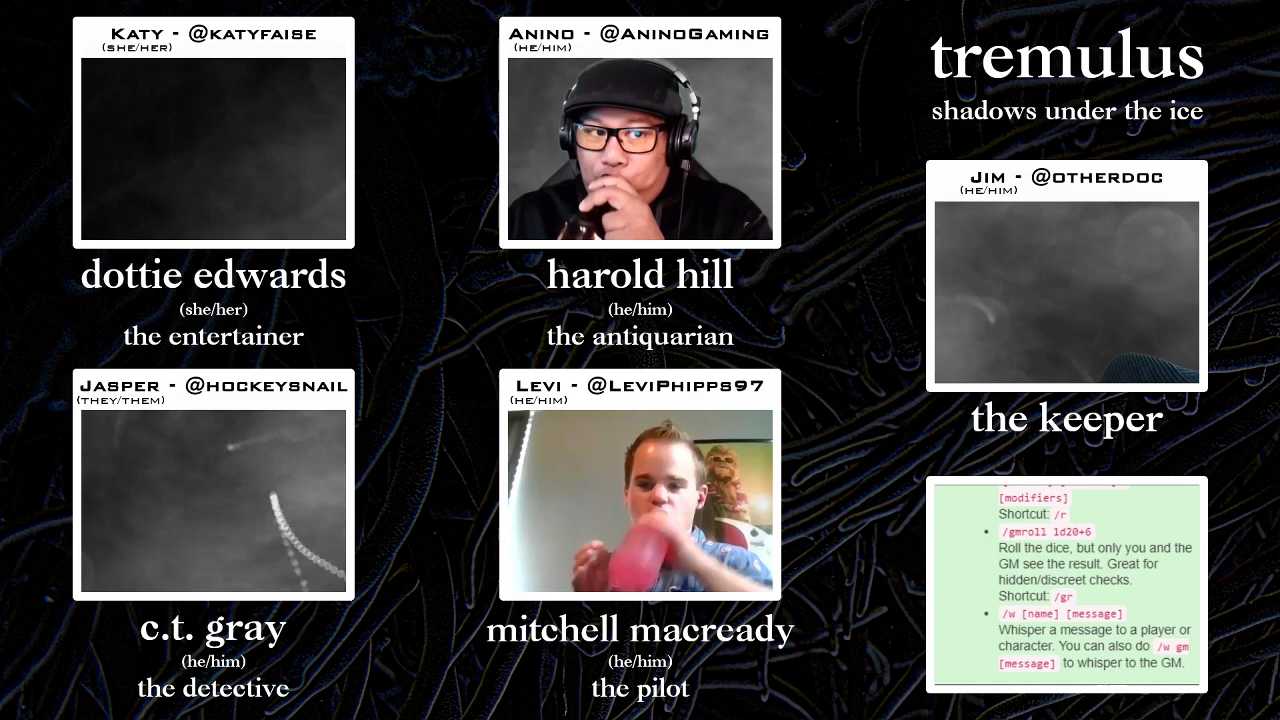 Katy - @katyfaise
(she/her)
dottie edwards
(she/her)
the entertainer
Anino - @AninoGaming
(he/him)
harold hill
(he/him)
the antiquarian
tremulus
shadows under the ice
Jim - @otherdoc
(he/him)
the keeper
Jasper - @hockeysnail
(they/them)
c.t. gray
(he/him)
the detective
Levi - @LeviPhipps97
(he/him)
mitchell macready
(he/him)
the pilot
[modifiers]
Shortcut: /r
• /gmroll 1d20+6
Roll the dice, but only you and the
GM see the result. Great for
hidden/discreet checks.
Shortcut: /gr
• /w [name] [message]
Whisper a message to a player or
character. You can also do /w gm
[message] to whisper to the GM.